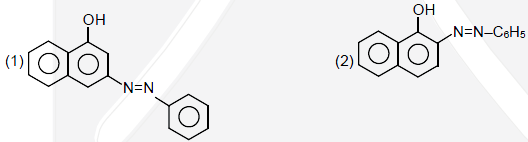 OH
(1)
N=N
OH
N=N–C₆H₅
(2)